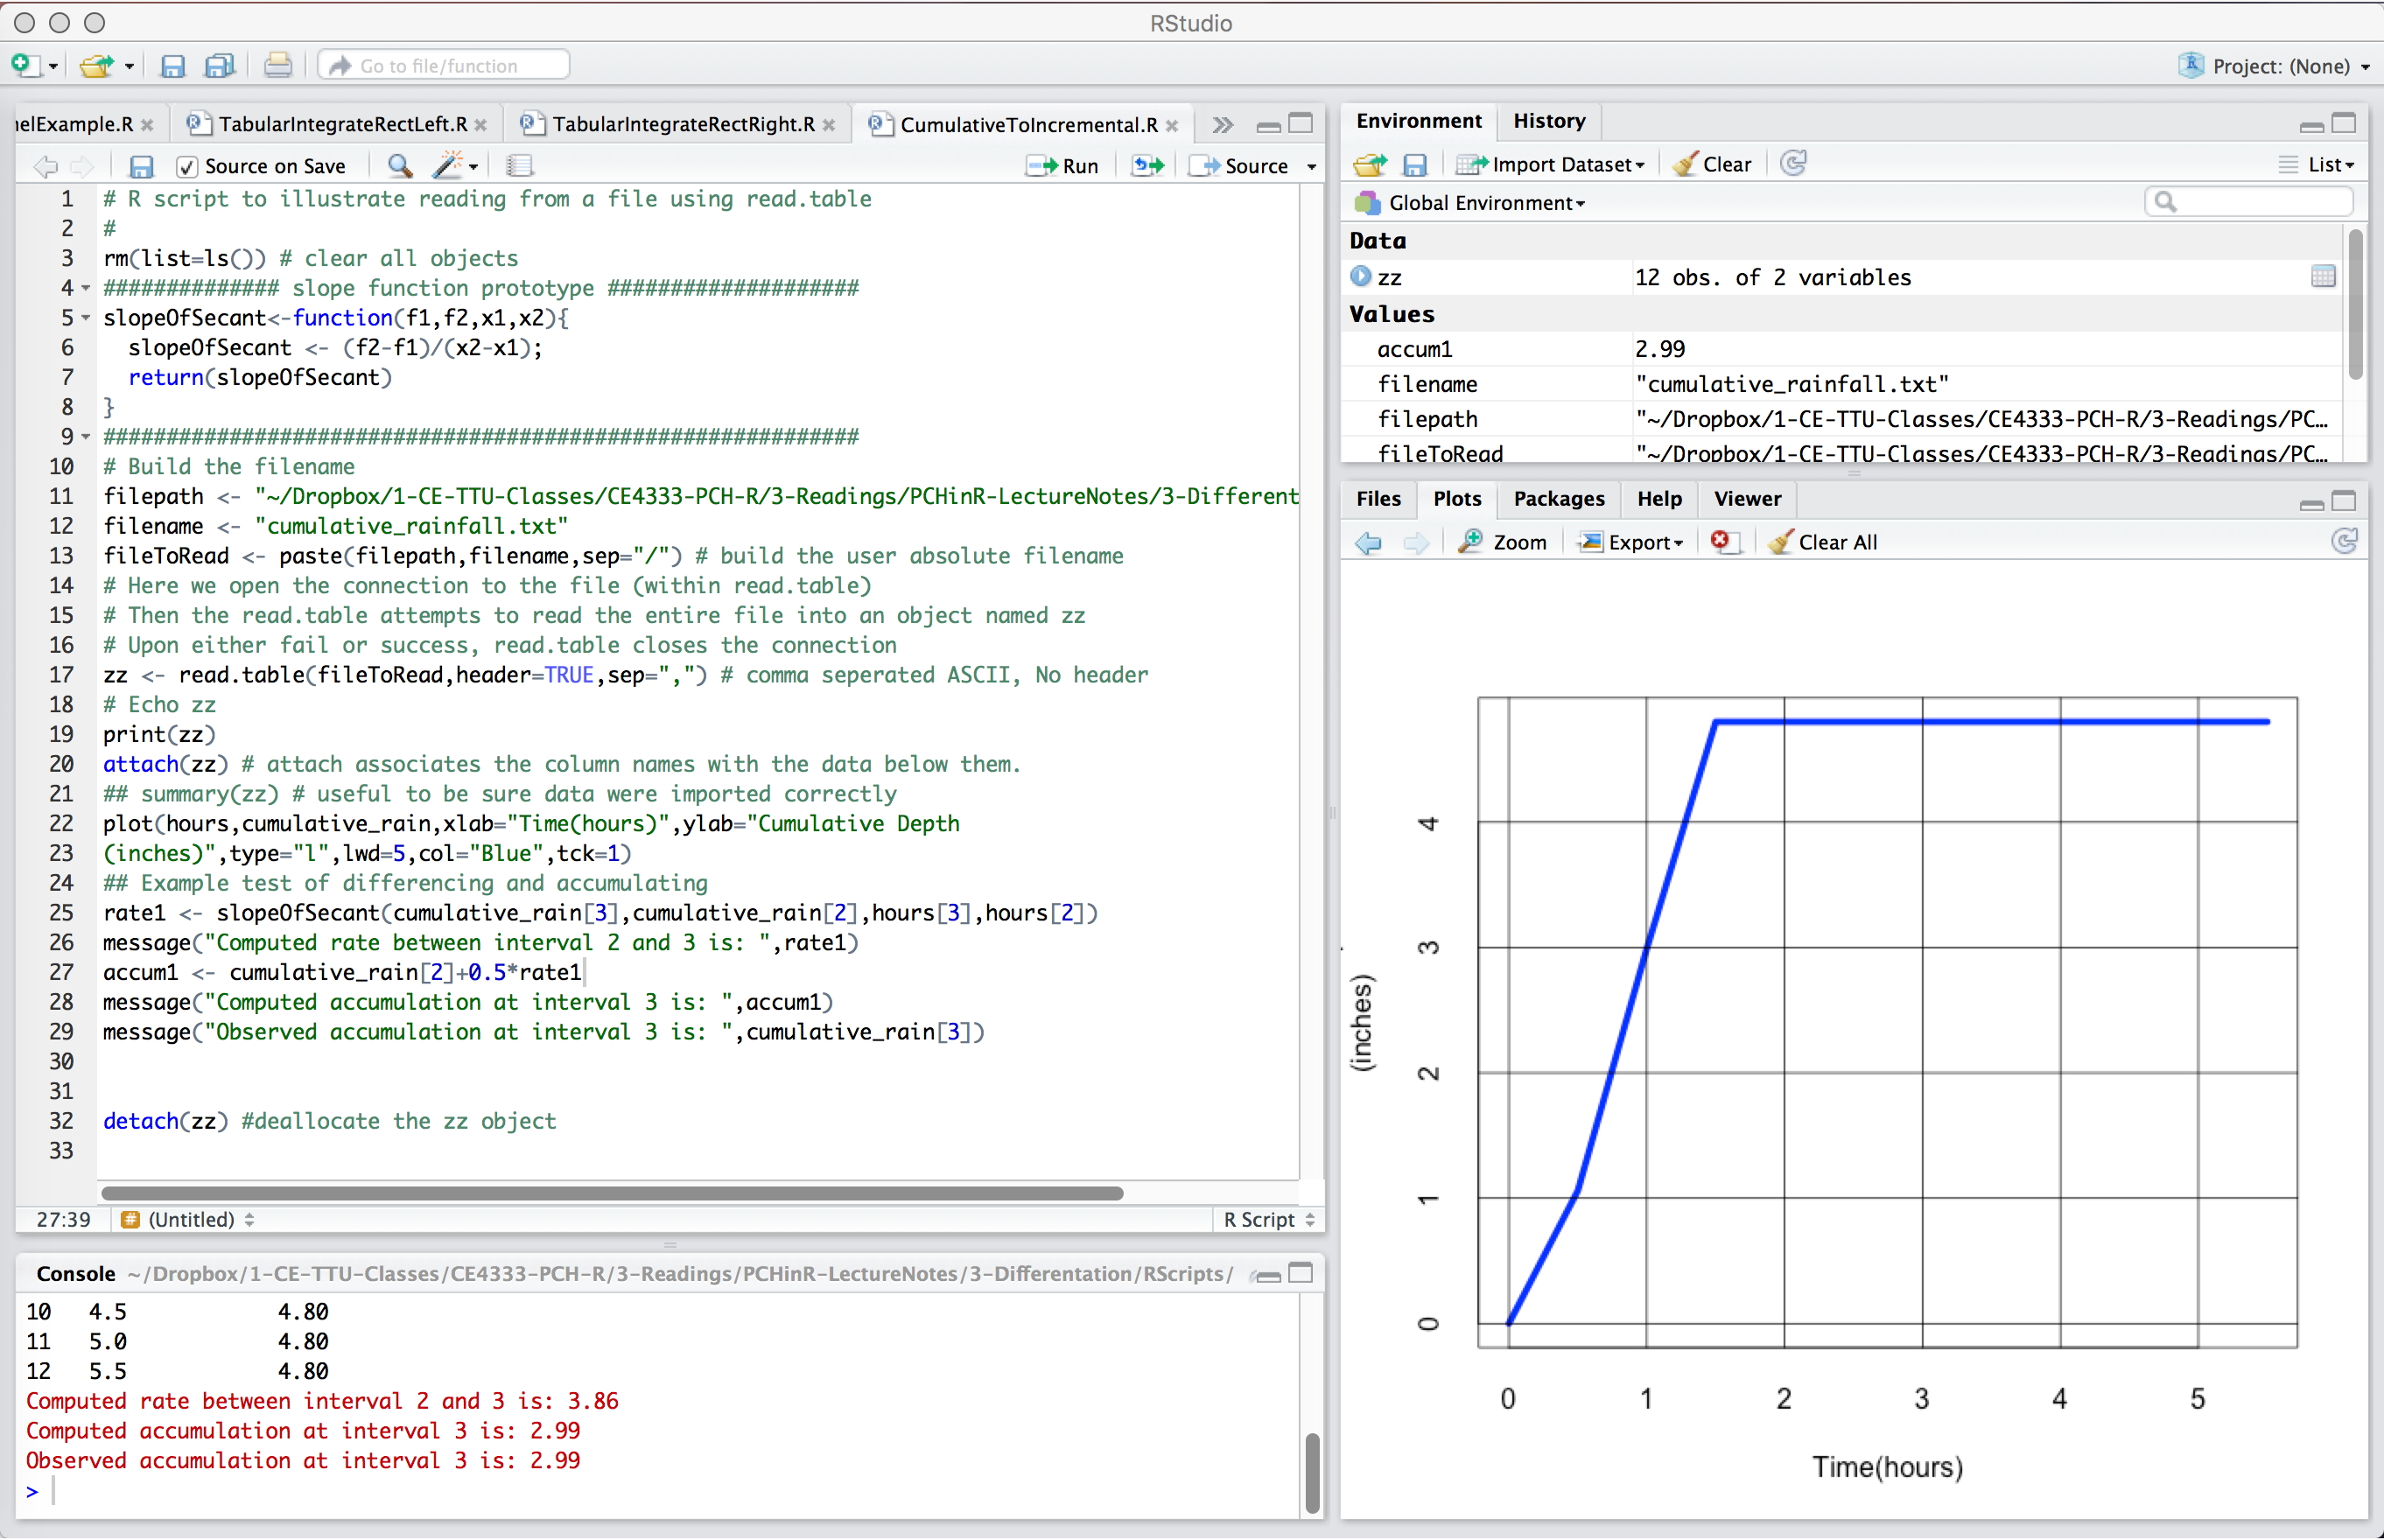 RStudio
Go to file/function
Project: (None)
nelExample.R
TabularIntegrateRectLeft.R
TabularIntegrateRectRight.R
CumulativeToIncremental.R
Source on Save
Run
Source
1 # R script to illustrate reading from a file using read.table
2 #
3 rm(list=ls()) # clear all objects
4 ############## slope function prototype ####################
5 slopeOfSecant<-function(f1,f2,x1,x2){
6   slopeOfSecant <- (f2-f1)/(x2-x1);
7   return(slopeOfSecant)
8 }
9 ############################################################
10 # Build the filename
11 filepath <- "~/Dropbox/1-CE-TTU-Classes/CE4333-PCH-R/3-Readings/PCHinR-LectureNotes/3-Different
12 filename <- "cumulative_rainfall.txt"
13 fileToRead <- paste(filepath,filename,sep="/") # build the user absolute filename
14 # Here we open the connection to the file (within read.table)
15 # Then the read.table attempts to read the entire file into an object named zz
16 # Upon either fail or success, read.table closes the connection
17 zz <- read.table(fileToRead,header=TRUE,sep=",") # comma seperated ASCII, No header
18 # Echo zz
19 print(zz)
20 attach(zz) # attach associates the column names with the data below them.
21 ## summary(zz) # useful to be sure data were imported correctly
22 plot(hours,cumulative_rain,xlab="Time(hours)",ylab="Cumulative Depth
23 (inches)",type="l",lwd=5,col="Blue",tck=1)
24 ## Example test of differencing and accumulating
25 rate1 <- slopeOfSecant(cumulative_rain[3],cumulative_rain[2],hours[3],hours[2])
26 message("Computed rate between interval 2 and 3 is: ",rate1)
27 accum1 <- cumulative_rain[2]+0.5*rate1
28 message("Computed accumulation at interval 3 is: ",accum1)
29 message("Observed accumulation at interval 3 is: ",cumulative_rain[3])
30
31
32 detach(zz) #deallocate the zz object
33
27:39
# (Untitled)
R Script
Console ~/Dropbox/1-CE-TTU-Classes/CE4333-PCH-R/3-Readings/PCHinR-LectureNotes/3-Differentation/RScripts/
10 4.5 4.80
11 5.0 4.80
12 5.5 4.80
Computed rate between interval 2 and 3 is: 3.86
Computed accumulation at interval 3 is: 2.99
Observed accumulation at interval 3 is: 2.99
>
Environment History
Import Dataset
Clear
List
Global Environment
Data
zz 12 obs. of 2 variables
Values
accum1 2.99
filename "cumulative_rainfall.txt"
filepath "~/Dropbox/1-CE-TTU-Classes/CE4333-PCH-R/3-Readings/PC…
fileToRead "~/Dropbox/1-CE-TTU-Classes/CE4333-PCH-R/3-Readings/PC…
Files Plots Packages Help Viewer
Zoom
Export
Clear All
4
3
2
1
0
(inches)
0 1 2 3 4 5
Time(hours)